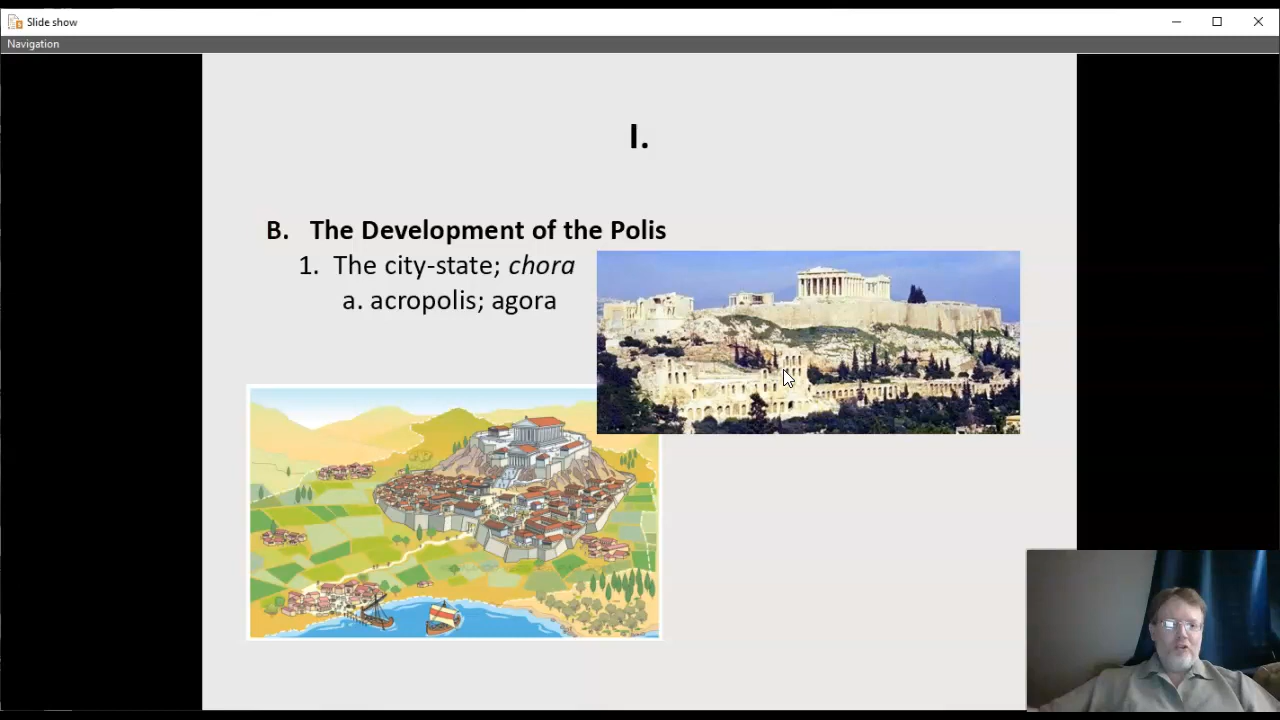 Slide show
Navigation
I.
B. The Development of the Polis
1. The city-state; chora
a. acropolis; agora